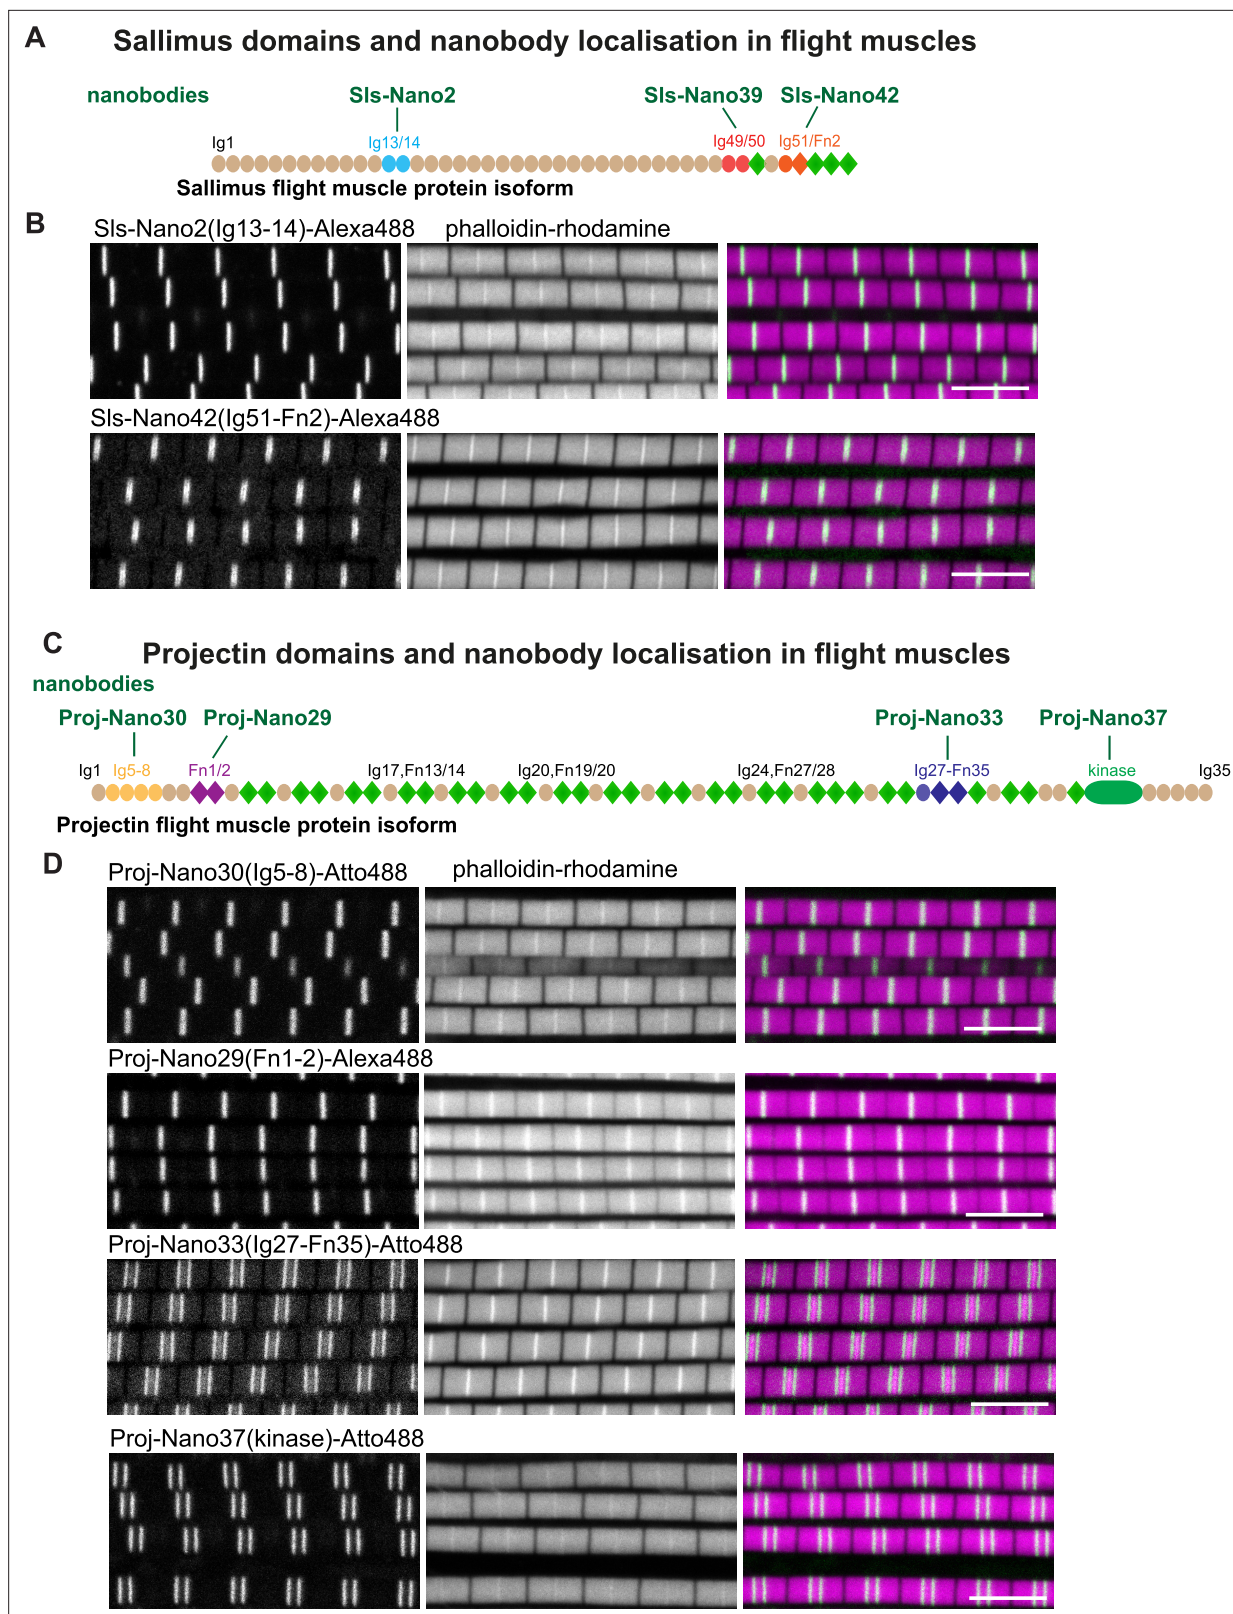 A
Sallimus domains and nanobody localisation in flight muscles
nanobodies
Sls-Nano2
Sls-Nano39
Sls-Nano42
Ig1
Ig13/14
Ig49/50
Ig51/Fn2
Sallimus flight muscle protein isoform
B
Sls-Nano2(Ig13-14)-Alexa488
phalloidin-rhodamine
Sls-Nano42(Ig51-Fn2)-Alexa488
C
Projectin domains and nanobody localisation in flight muscles
nanobodies
Proj-Nano30
Proj-Nano29
Proj-Nano33
Proj-Nano37
Ig1
Ig5-8
Fn1/2
Ig17,Fn13/14
Ig20,Fn19/20
Ig24,Fn27/28
Ig27-Fn35
kinase
Ig35
Projectin flight muscle protein isoform
D
Proj-Nano30(Ig5-8)-Atto488
phalloidin-rhodamine
Proj-Nano29(Fn1-2)-Alexa488
Proj-Nano33(Ig27-Fn35)-Atto488
Proj-Nano37(kinase)-Atto488